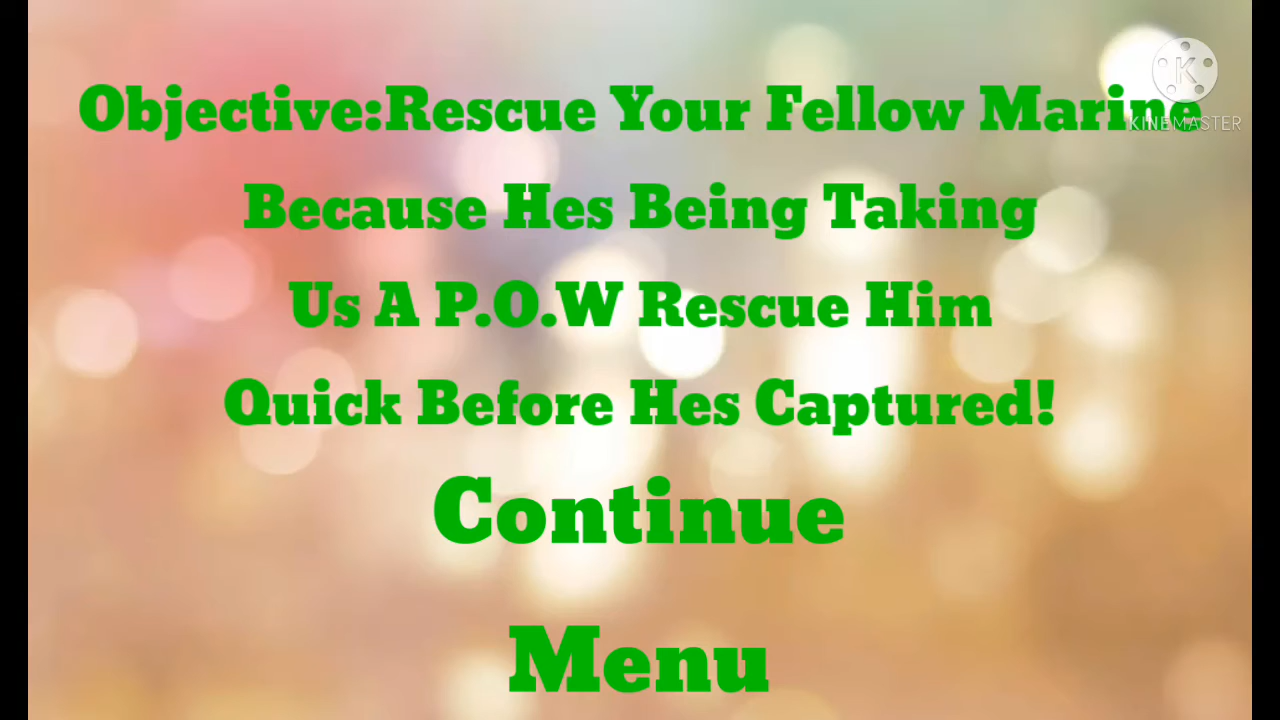 Objective:Rescue Your Fellow Marine
KINEMASTER
Because Hes Being Taking
Us A P.O.W Rescue Him
Quick Before Hes Captured!
Continue
Menu